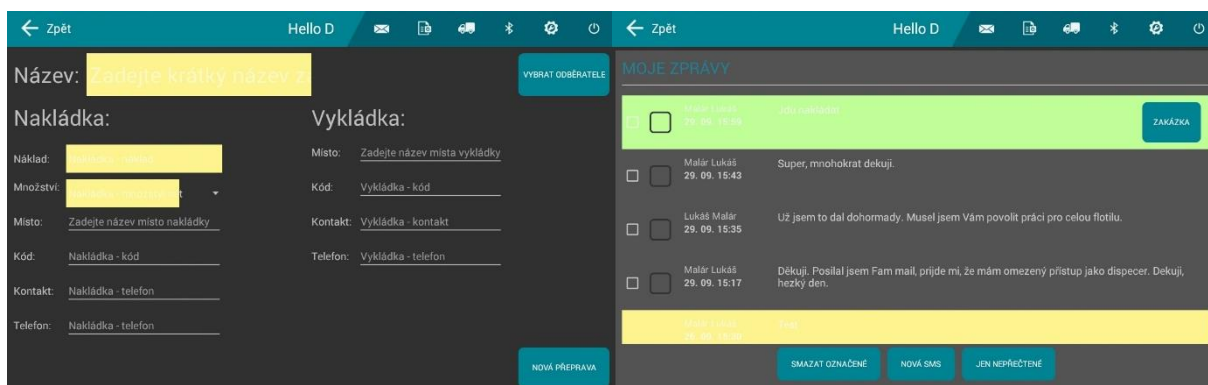 Zpět
Hello D
Název: Zadejte krátký název z
VYBRAT ODBĚRATELE
Nakládka:
Náklad:
Množství:
Místo: Zadejte název místo nakládky
Kód: Nakládka - kód
Kontakt: Nakládka - telefon
Telefon: Nakládka - telefon
Vykládka:
Místo: Zadejte název místa vykládky
Kód: Vykládka - kód
Kontakt: Vykládka - kontakt
Telefon: Vykládka - telefon
NOVÁ PŘEPRAVA
Zpět
Hello D
MOJE ZPRÁVY
Malár Lukáš
29. 09. 15:55
Jdu nakládat
ZAKÁZKA
Malár Lukáš
29. 09. 15:43
Super, mnohokrat dekuji.
Lukáš Malár
29. 09. 15:35
Už jsem to dal dohormady. Musel jsem Vám povolit práci pro celou flotilu.
Malár Lukáš
29. 09. 15:17
Děkuji. Posilal jsem Fam mail, prijde mi, že mám omezený přístup jako dispecer. Dekuji,
hezký den.
SMAZAT OZNAČENÉ
NOVÁ SMS
JEN NEPŘEČTENÉ